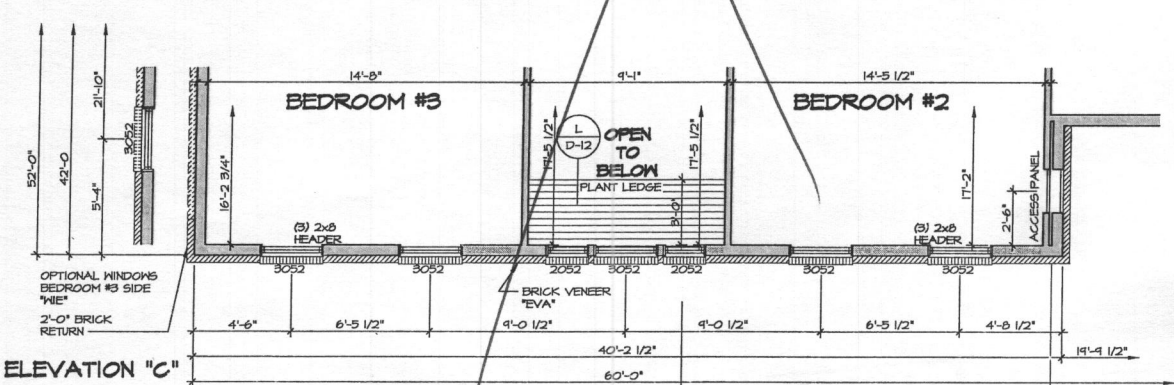 14'-8"
9'-1"
14'-5 1/2"
BEDROOM #3
BEDROOM #2
52'-0"
42'-0
21'-10"
5'-4"
3052
16'-2 3/4"
17'-5 1/2"
L
D-12
OPEN
TO
BELOW
PLANT LEDGE
17'-5 1/2"
3'-0"
17'-2"
2'-6"
ACCESS PANEL
(3) 2x8
HEADER
(3) 2x8
HEADER
3052
3052
2052
3052
2052
3052
3052
OPTIONAL WINDOWS
BEDROOM #3 SIDE
"WIE"
2'-0" BRICK
RETURN
BRICK VENEER
"EVA"
4'-6"
6'-5 1/2"
9'-0 1/2"
9'-0 1/2"
6'-5 1/2"
4'-8 1/2"
40'-2 1/2"
19'-9 1/2"
ELEVATION "C"
60'-0"